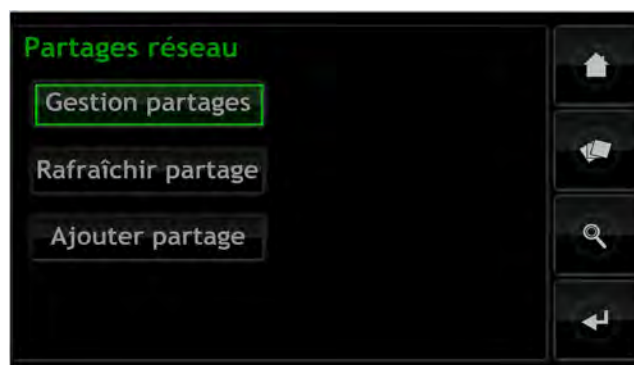 Partages réseau
Gestion partages
Rafraîchir partage
Ajouter partage